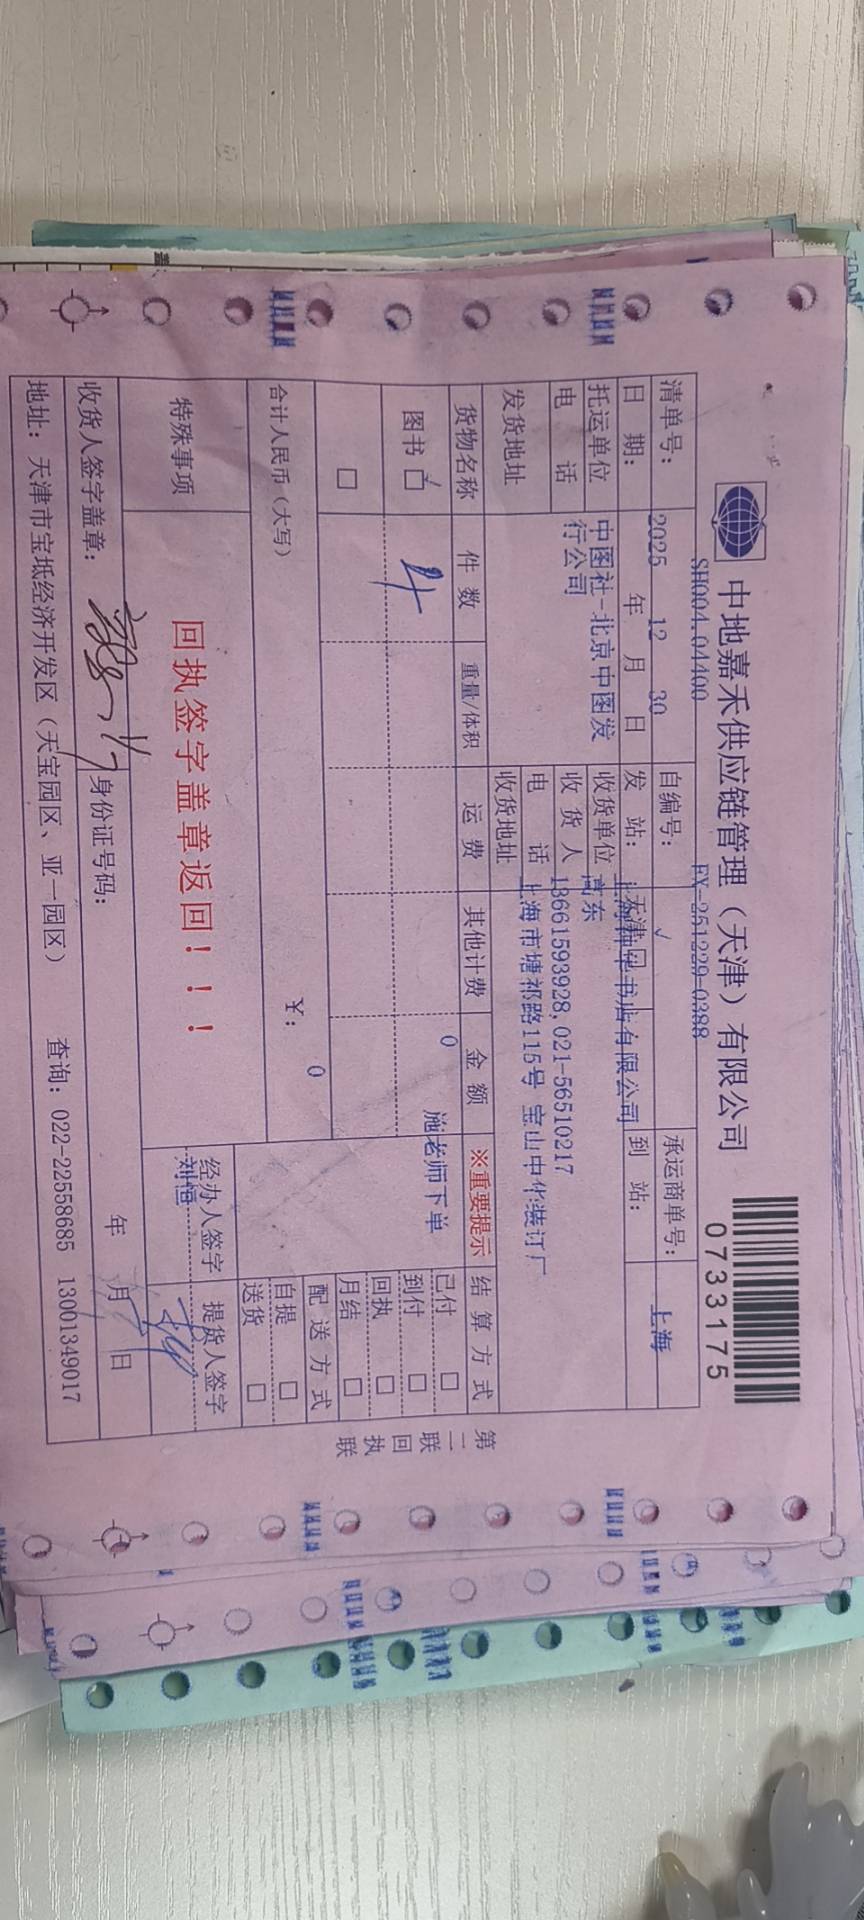 中地嘉禾供应链管理（天津）有限公司
0733175
清单号： SH004.04400 自编号： FX-251229-0388 承运商单号：
日 期： 2025 年 12 月 30 日 发 站： 天津 到 站： 上海
托运单位 中图社-北京中图发行公司 收货单位 上海新华书店有限公司
电 话 收 货 人 高东
电 话 13661593928,021-56510217
发货地址 收货地址 上海市塘祁路115号 宝山中华装订厂
货物名称 件 数 重量/体积 运 费 其他计费 金 额 ※重要提示 结 算 方 式
图书 ☑ 4 0 施老师下单 已付 □
□ 到付 □
回执 □
月结 □
合计人民币（大写） ￥： 0 配 送 方 式
自提 □
送货 □
特殊事项 回执签字盖章返回！！！ 经办人签字 提货人签字
刘恒
收货人签字盖章： 身份证号码： 年 月 日
地址：天津市宝坻经济开发区（天宝园区、亚一园区） 查询：022-22558685 13001349017
第二联 回执联